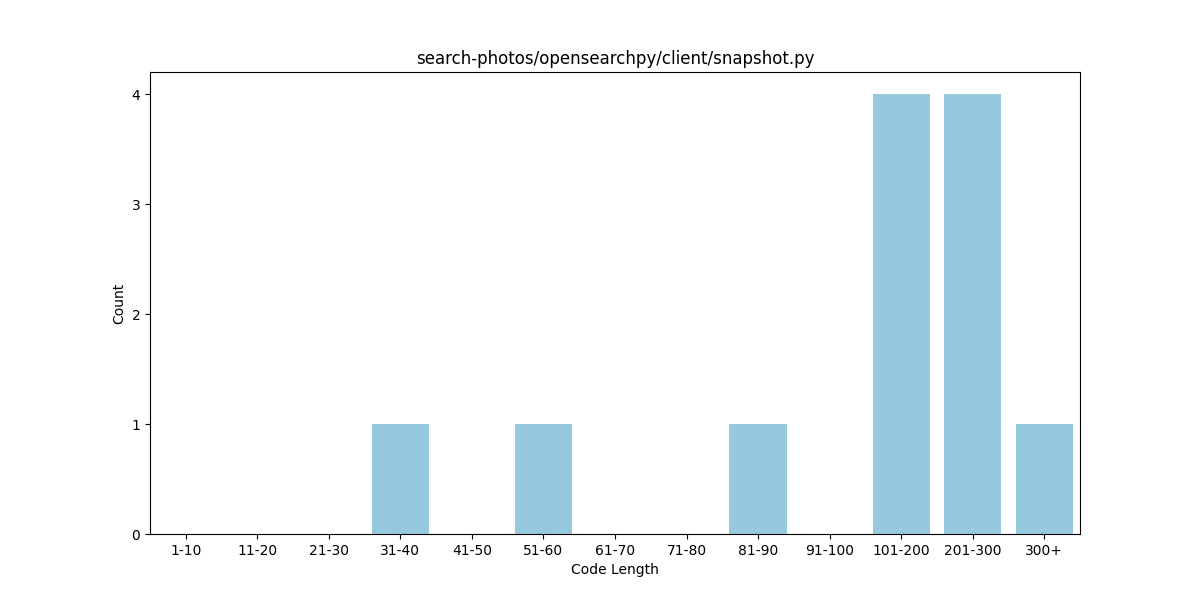 search-photos/opensearchpy/client/snapshot.py
4
3
2
1
0
Count
1-10 11-20 21-30 31-40 41-50 51-60 61-70 71-80 81-90 91-100 101-200 201-300 300+
Code Length